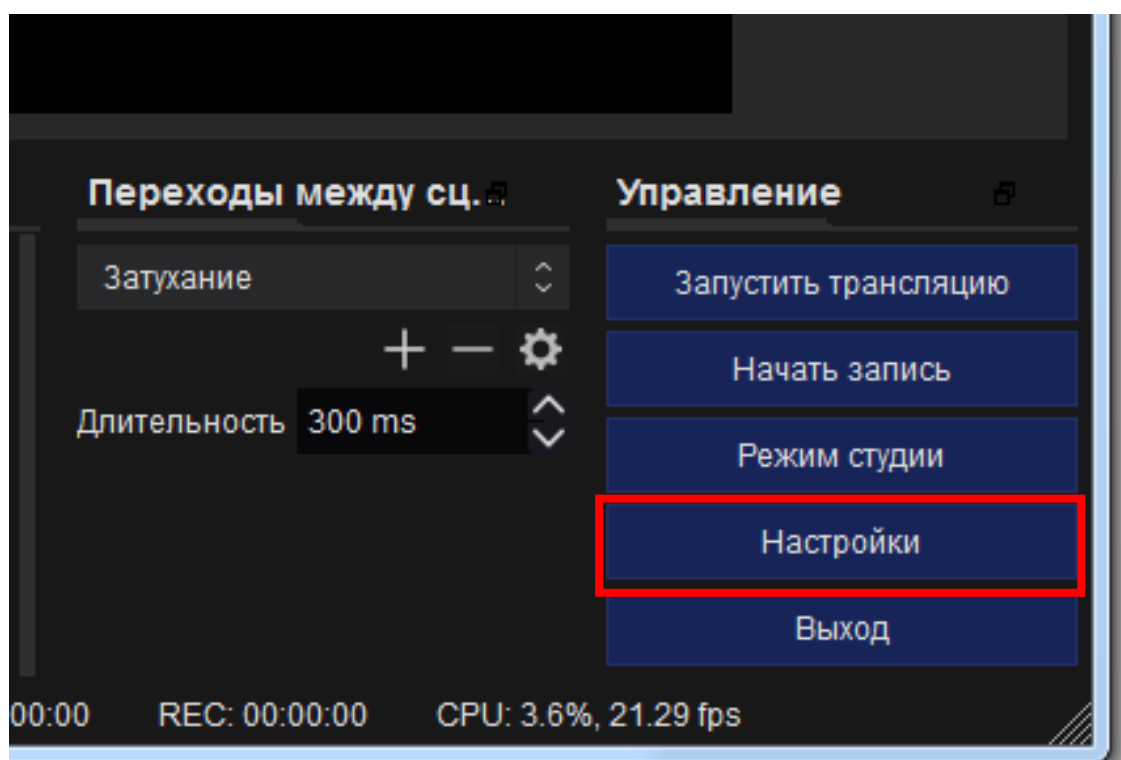 Переходы между сц...
Затухание
Длительность 300 ms
Управление
Запустить трансляцию
Начать запись
Режим студии
Настройки
Выход
00:00 REC: 00:00:00 CPU: 3.6%, 21.29 fps